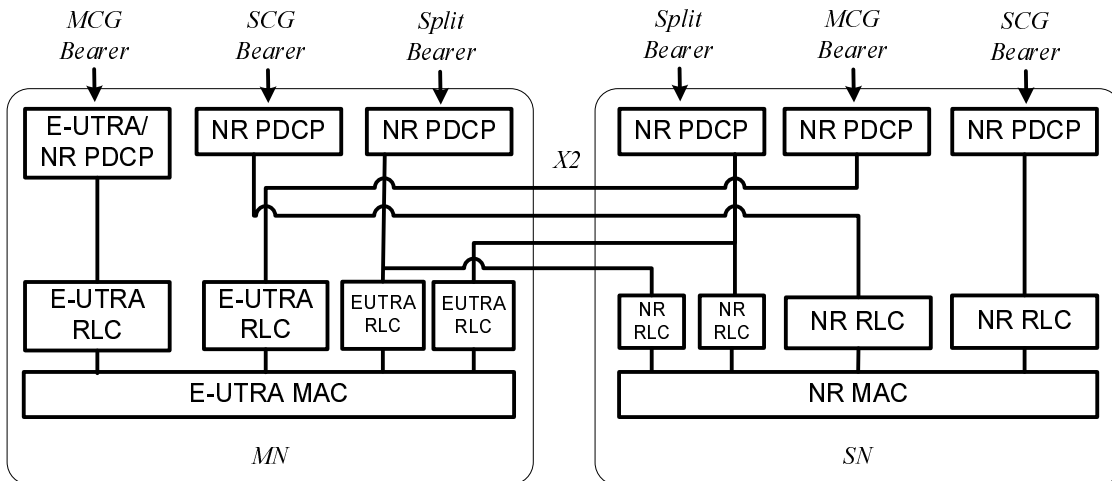 MCG
Bearer
SCG
Bearer
Split
Bearer
Split
Bearer
MCG
Bearer
SCG
Bearer
E-UTRA/
NR PDCP
NR PDCP
NR PDCP
NR PDCP
NR PDCP
NR PDCP
X2
E-UTRA
RLC
E-UTRA
RLC
EUTRA
RLC
EUTRA
RLC
NR
RLC
NR
RLC
NR RLC
NR RLC
E-UTRA MAC
NR MAC
MN
SN